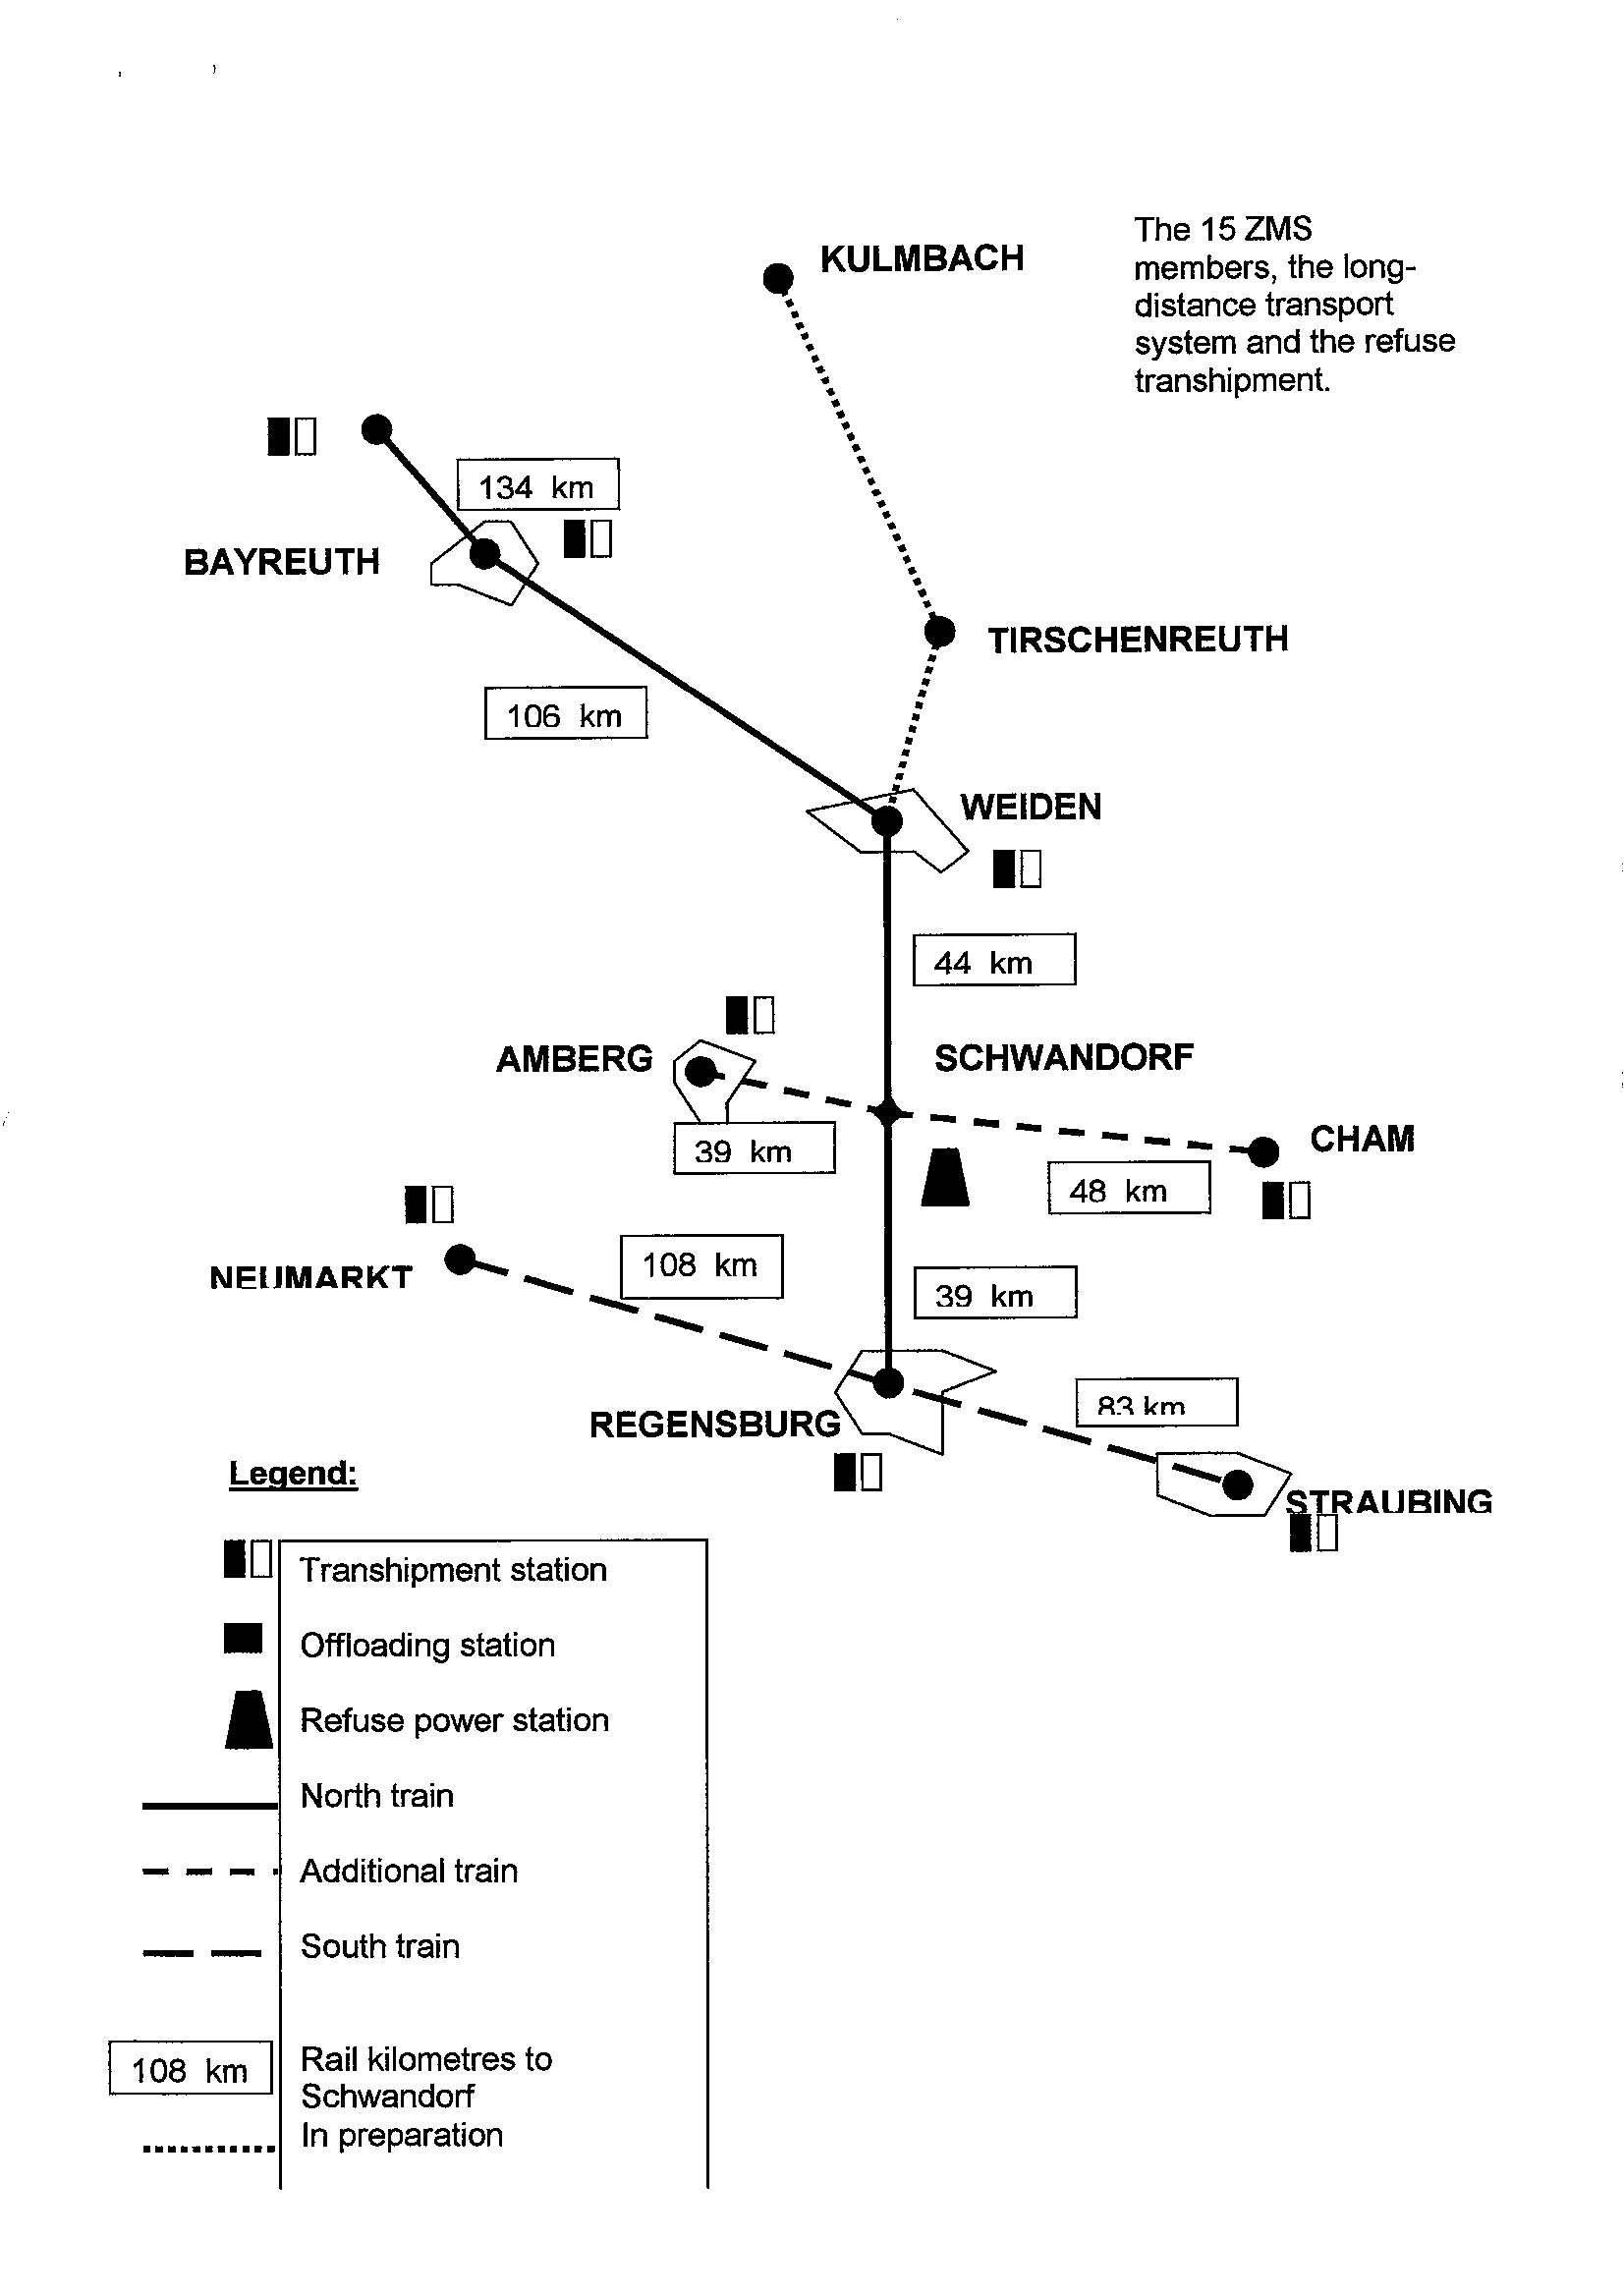 KULMBACH
The 15 ZMS
members, the long-
distance transport
system and the refuse
transhipment.
134 km
BAYREUTH
TIRSCHENREUTH
106 km
WEIDEN
44 km
AMBERG
SCHWANDORF
39 km
CHAM
48 km
NEUMARKT
108 km
39 km
REGENSBURG
83 km
STRAUBING
Legend:
Transhipment station
Offloading station
Refuse power station
North train
Additional train
South train
108 km
Rail kilometres to
Schwandorf
In preparation